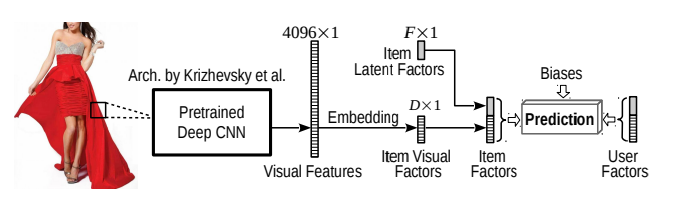 4096×1
F×1
Item
Latent Factors
Arch. by Krizhevsky et al.
Biases
Pretrained
Deep CNN
D×1
Embedding
Prediction
Visual Features
Item Visual
Factors
Item
Factors
User
Factors